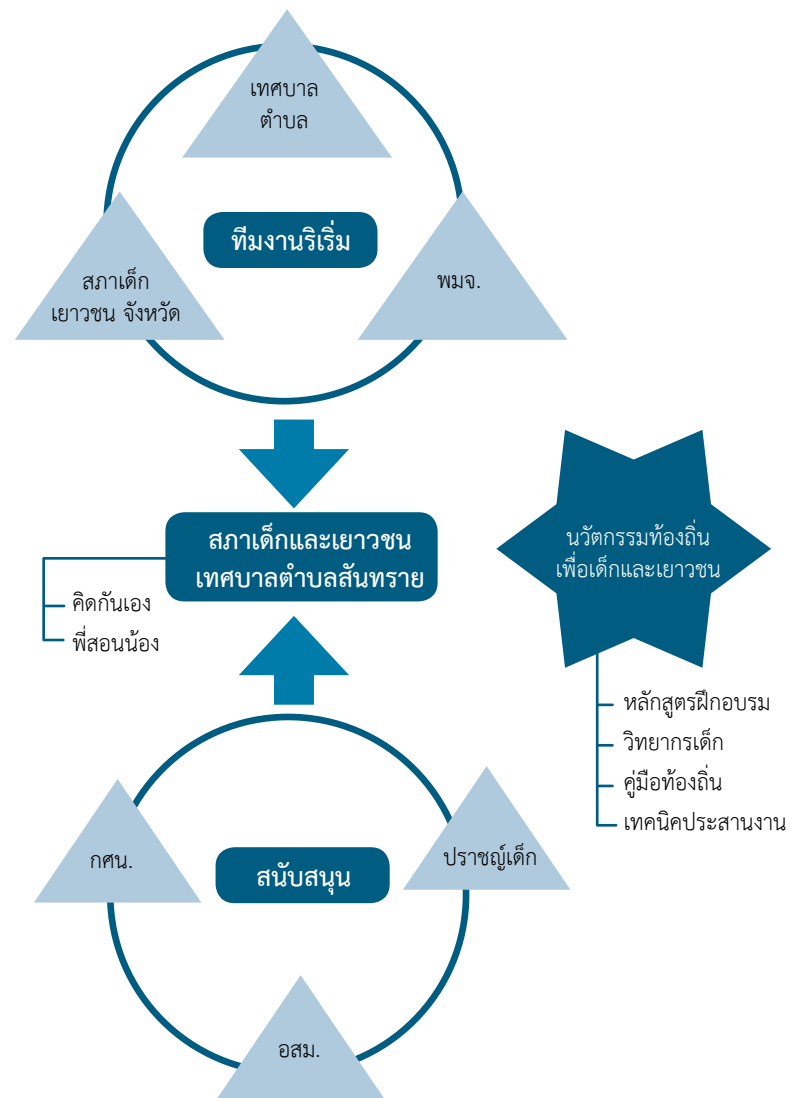 เทศบาล
ตำบล
ทีมงานริเริ่ม
สภาเด็ก
เยาวชน จังหวัด
พมจ.
สภาเด็กและเยาวชน
เทศบาลตำบลสันทราย
คิดกันเอง
พี่สอนน้อง
นวัตกรรมท้องถิ่น
เพื่อเด็กและเยาวชน
หลักสูตรฝึกอบรม
วิทยากรเด็ก
คู่มือท้องถิ่น
เทคนิคประสานงาน
กศน.
สนับสนุน
ปราชญ์เด็ก
อสม.